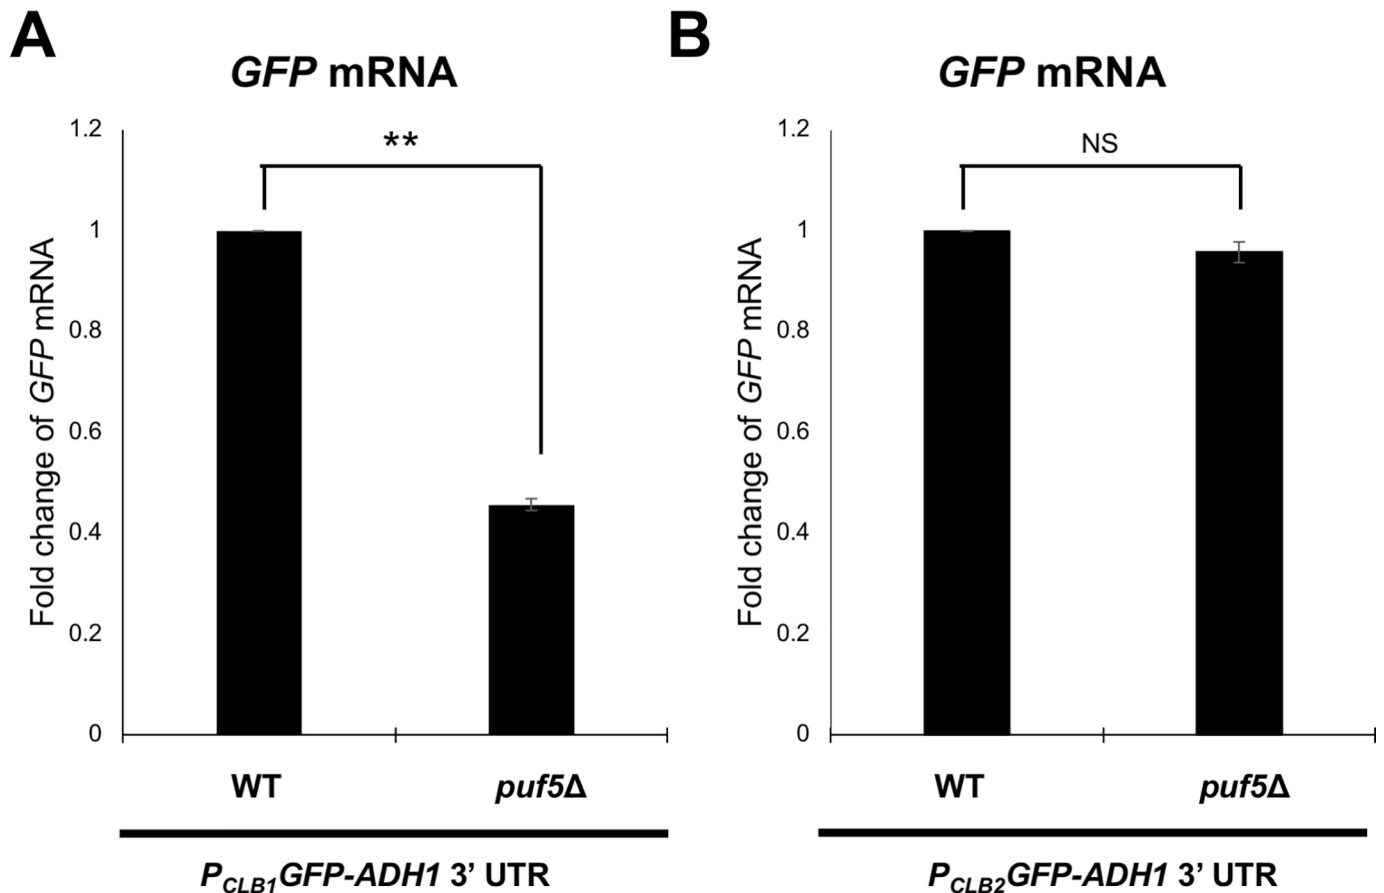 A
GFP mRNA
Fold change of GFP mRNA
1.2
1
0.8
0.6
0.4
0.2
0
**
WT
puf5Δ
P_CLB1GFP-ADH1 3’ UTR
B
GFP mRNA
Fold change of GFP mRNA
1.2
1
0.8
0.6
0.4
0.2
0
NS
WT
puf5Δ
P_CLB2GFP-ADH1 3’ UTR